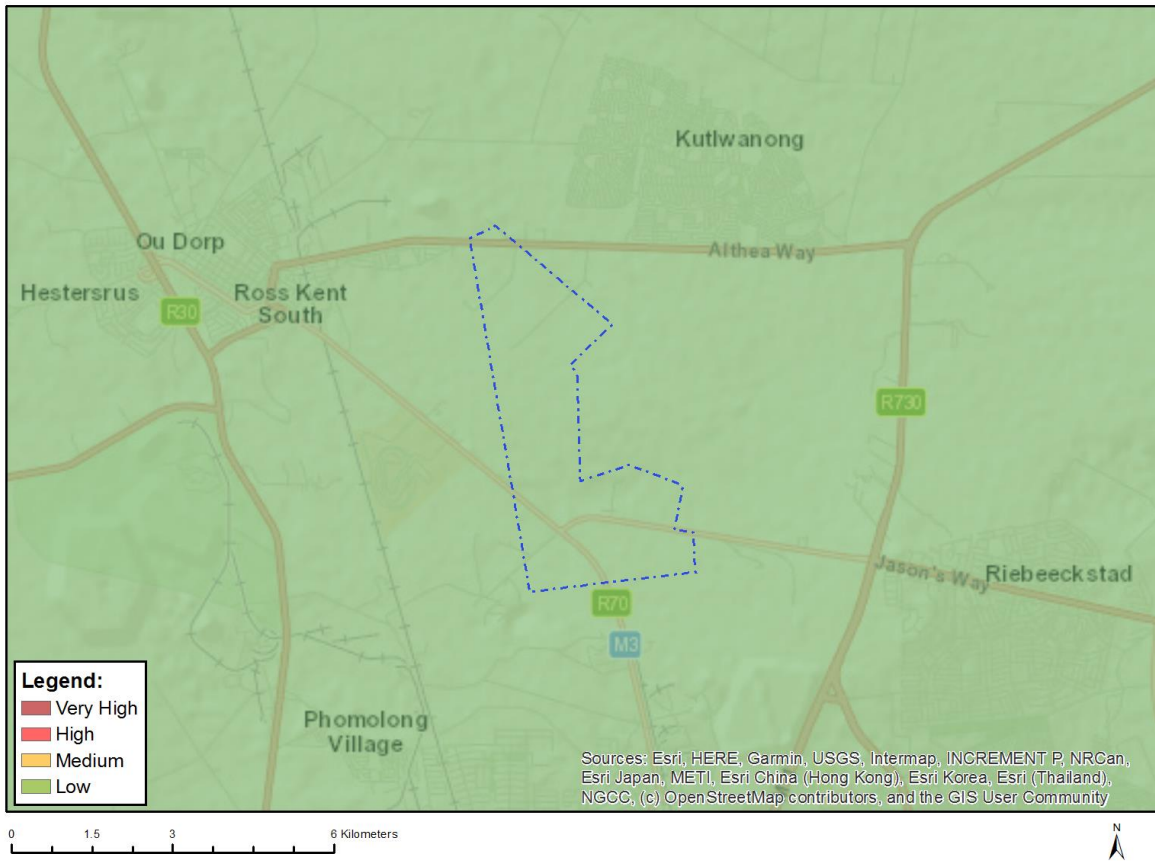 Kutlwanong
Ou Dorp
Althea Way
Hestersrus
Ross Kent
South
R30
R730
Jason's Way
Riebeeckstad
R70
M3
Phomolong
Village
Legend:
Very High
High
Medium
Low
Sources: Esri, HERE, Garmin, USGS, Intermap, INCREMENT P, NRCan,
Esri Japan, METI, Esri China (Hong Kong), Esri Korea, Esri (Thailand),
NGCC, (c) OpenStreetMap contributors, and the GIS User Community
0 1.5 3 6 Kilometers
N